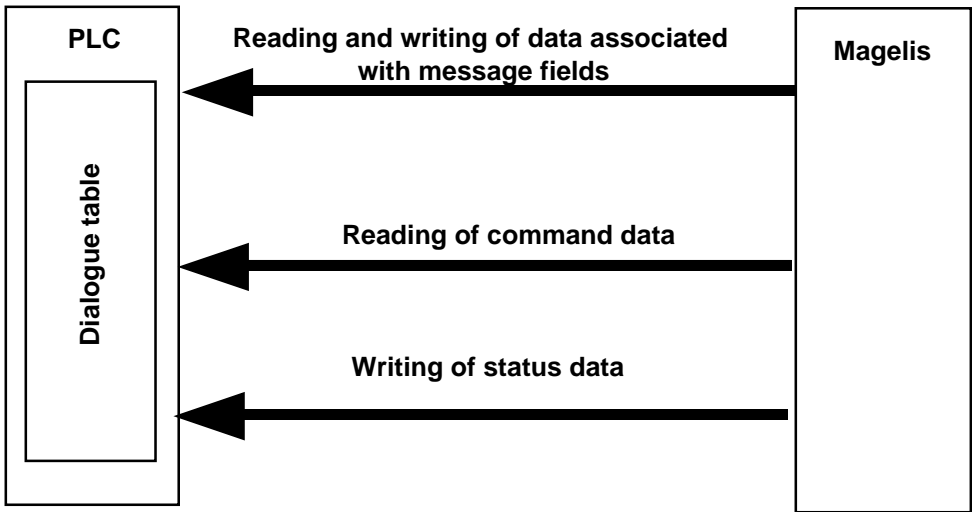 PLC
Reading and writing of data associated
with message fields
Magelis
Dialogue table
Reading of command data
Writing of status data